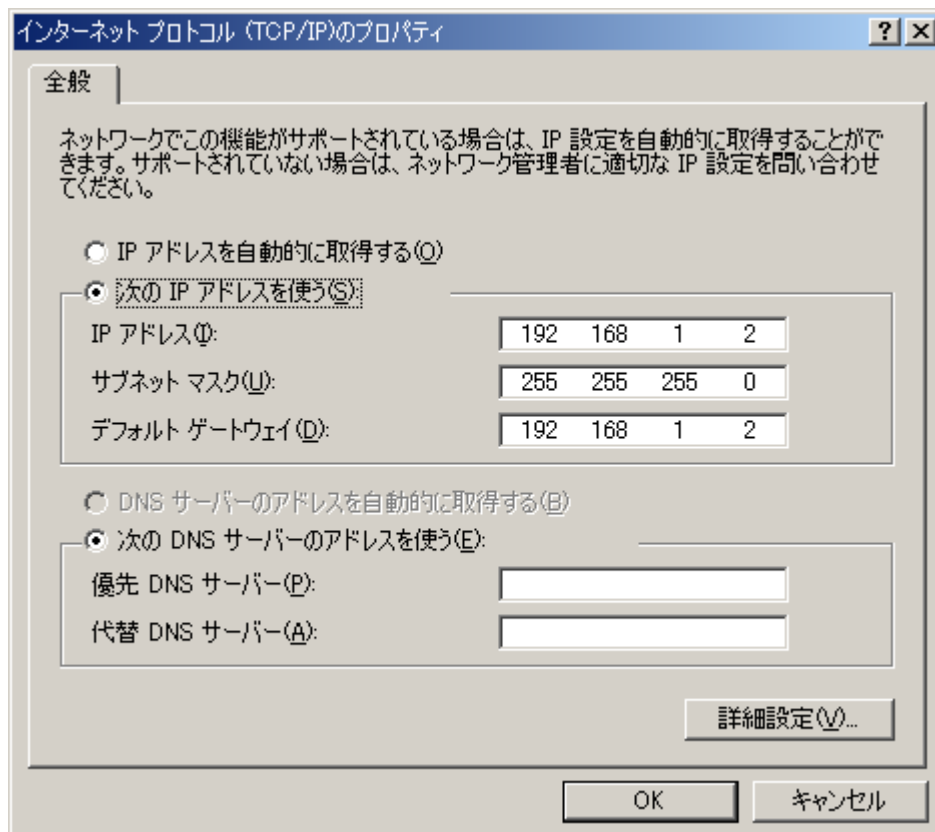 インターネット プロトコル (TCP/IP)のプロパティ
全般
ネットワークでこの機能がサポートされている場合は、IP 設定を自動的に取得することがで
きます。サポートされていない場合は、ネットワーク管理者に適切な IP 設定を問い合わせ
てください。
IP アドレスを自動的に取得する(O)
次の IP アドレスを使う(S):
IP アドレス(I): 192 168 1 2
サブネット マスク(U): 255 255 255 0
デフォルト ゲートウェイ(D): 192 168 1 2
DNS サーバーのアドレスを自動的に取得する(B)
次の DNS サーバーのアドレスを使う(E):
優先 DNS サーバー(P):
代替 DNS サーバー(A):
詳細設定(V)...
OK キャンセル